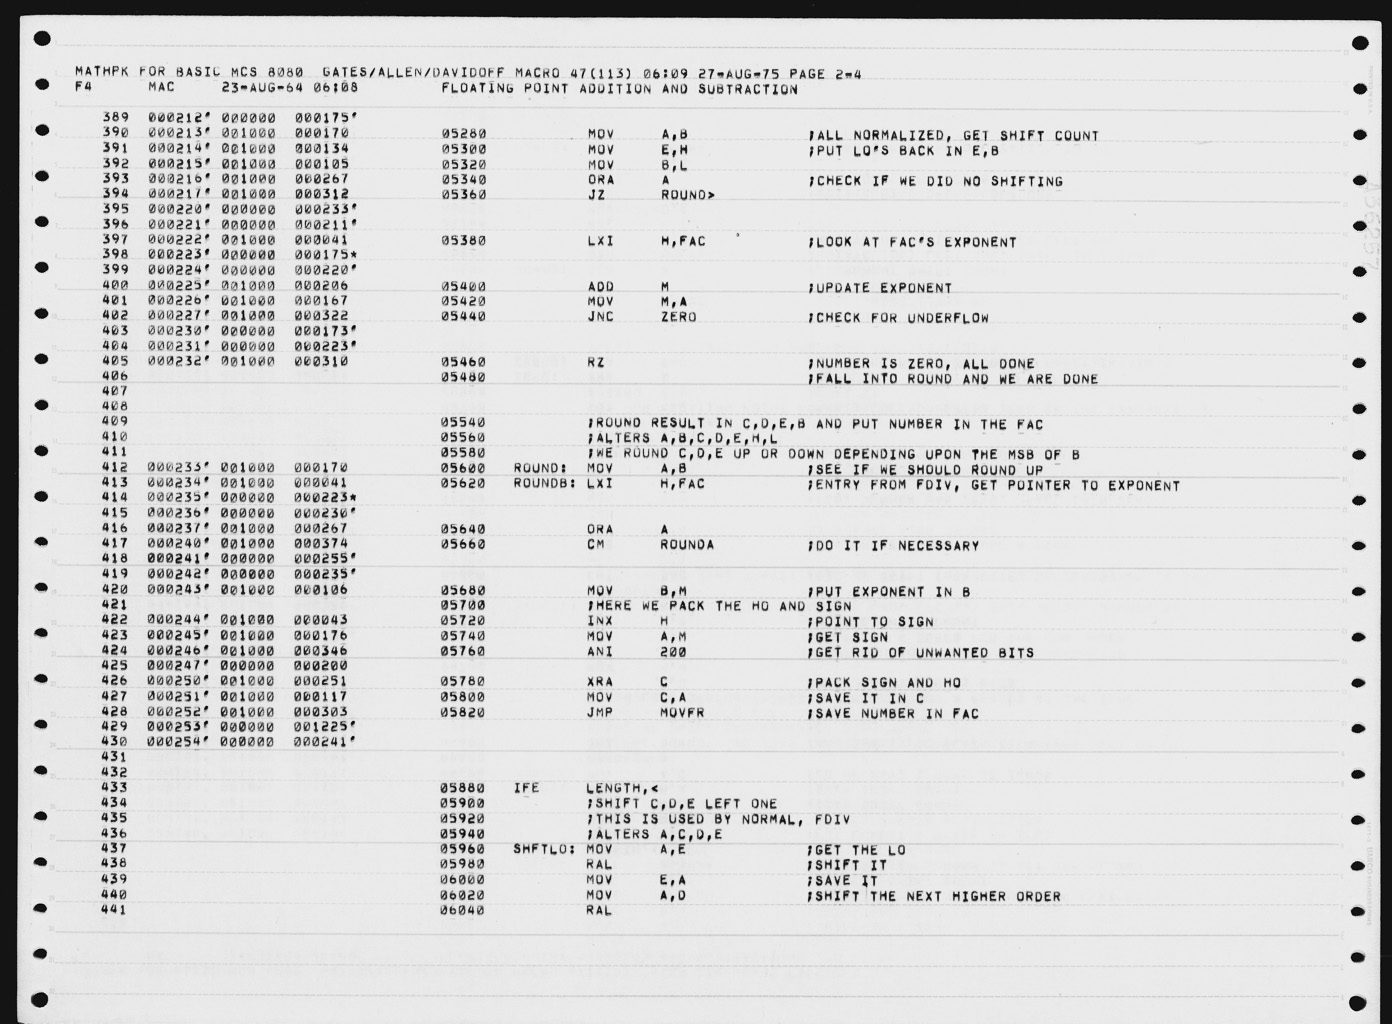 MATHPK FOR BASIC MCS 8080  GATES/ALLEN/DAVIDOFF MACRO 47(113) 06:09 27-AUG-75 PAGE 2-4
F4      MAC     23-AUG-64 06:08         FLOATING POINT ADDITION AND SUBTRACTION
389  000212' 000000  000175'
390  000213' 001000  000170          05280           MOV     A,B             ;ALL NORMALIZED, GET SHIFT COUNT
391  000214' 001000  000134          05300           MOV     E,H             ;PUT LO'S BACK IN E,B
392  000215' 001000  000105          05320           MOV     B,L
393  000216' 001000  000267          05340           ORA     A               ;CHECK IF WE DID NO SHIFTING
394  000217' 001000  000312          05360           JZ      ROUND>
395  000220' 000000  000233'
396  000221' 000000  000211'
397  000222' 001000  000041          05380           LXI     H,FAC           ;LOOK AT FAC'S EXPONENT
398  000223' 000000  000175*
399  000224' 000000  000220'
400  000225' 001000  000206          05400           ADD     M               ;UPDATE EXPONENT
401  000226' 001000  000167          05420           MOV     M,A
402  000227' 001000  000322          05440           JNC     ZERO            ;CHECK FOR UNDERFLOW
403  000230' 000000  000173'
404  000231' 000000  000223'
405  000232' 001000  000310          05460           RZ                      ;NUMBER IS ZERO, ALL DONE
406                                  05480                                   ;FALL INTO ROUND AND WE ARE DONE
407
408
409                                  05540           ;ROUND RESULT IN C,D,E,B AND PUT NUMBER IN THE FAC
410                                  05560           ;ALTERS A,B,C,D,E,H,L
411                                  05580           ;WE ROUND C,D,E UP OR DOWN DEPENDING UPON THE MSB OF B
412  000233' 001000  000170          05600   ROUND:  MOV     A,B             ;SEE IF WE SHOULD ROUND UP
413  000234' 001000  000041          05620   ROUNDB: LXI     H,FAC           ;ENTRY FROM FDIV, GET POINTER TO EXPONENT
414  000235' 000000  000223*
415  000236' 000000  000230'
416  000237' 001000  000267          05640           ORA     A
417  000240' 001000  000374          05660           CM      ROUNDA          ;DO IT IF NECESSARY
418  000241' 000000  000255'
419  000242' 000000  000235'
420  000243' 001000  000106          05680           MOV     B,M             ;PUT EXPONENT IN B
421                                  05700           ;HERE WE PACK THE HO AND SIGN
422  000244' 001000  000043          05720           INX     H               ;POINT TO SIGN
423  000245' 001000  000176          05740           MOV     A,M             ;GET SIGN
424  000246' 001000  000346          05760           ANI     200             ;GET RID OF UNWANTED BITS
425  000247' 000000  000200
426  000250' 001000  000251          05780           XRA     C               ;PACK SIGN AND HO
427  000251' 001000  000117          05800           MOV     C,A             ;SAVE IT IN C
428  000252' 001000  000303          05820           JMP     MOVFR           ;SAVE NUMBER IN FAC
429  000253' 000000  001225'
430  000254' 000000  000241'
431
432
433                                  05880   IFE     LENGTH,<
434                                  05900           ;SHIFT C,D,E LEFT ONE
435                                  05920           ;THIS IS USED BY NORMAL, FDIV
436                                  05940           ;ALTERS A,C,D,E
437                                  05960   SHFTLO: MOV     A,E             ;GET THE LO
438                                  05980           RAL                     ;SHIFT IT
439                                  06000           MOV     E,A             ;SAVE IT
440                                  06020           MOV     A,D             ;SHIFT THE NEXT HIGHER ORDER
441                                  06040           RAL